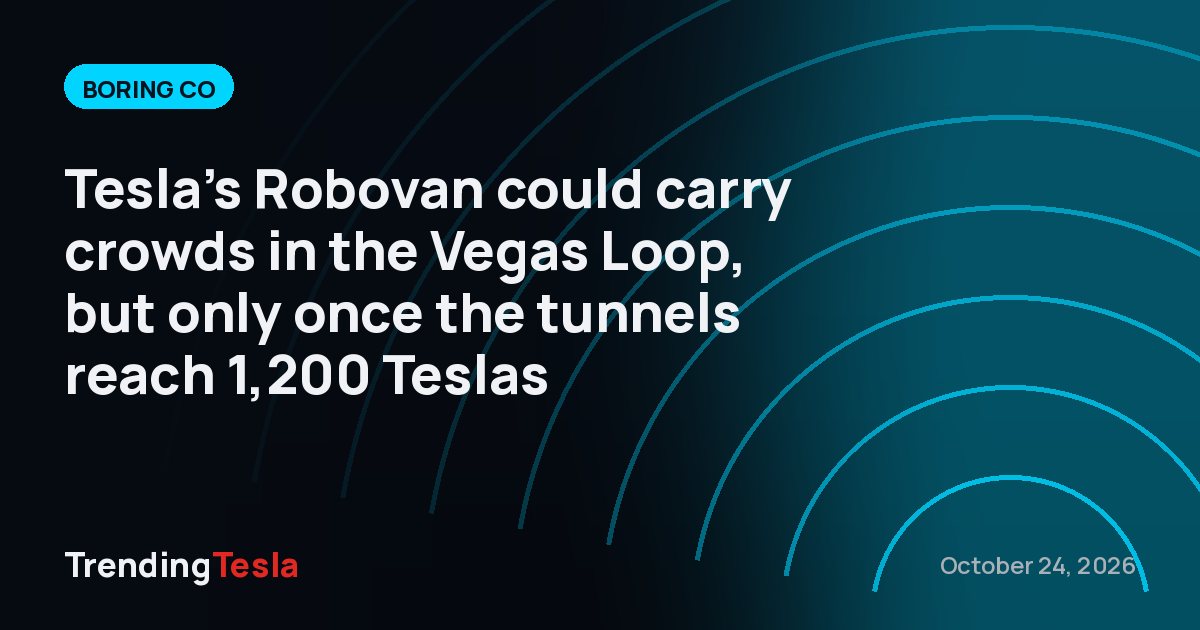 BORING CO
Tesla’s Robovan could carry
crowds in the Vegas Loop,
but only once the tunnels
reach 1,200 Teslas
TrendingTesla
October 24, 2026